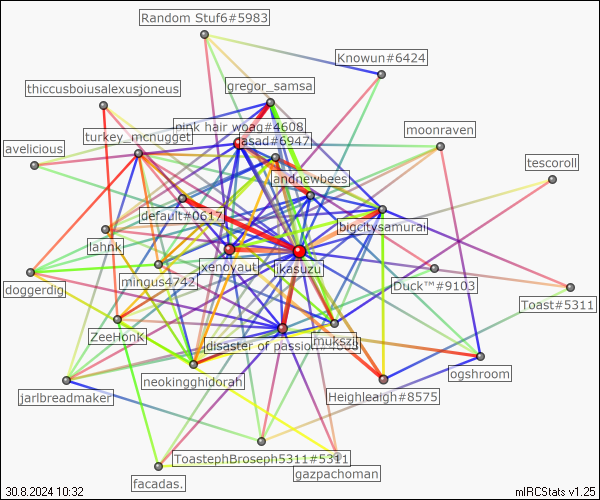 Random Stuf6#5983
Knowun#6424
thiccusboiusalexusjoneus
gregor_samsa
pink hair woag#4608
moonraven
turkey_mcnugget
asad#6947
avelicious
tescoroll
andnewbees
default#0617
bigcitysamurai
lahnk
xenoyaut
ikasuzu
mingus4742
doggerdig
Duck™#9103
Toast#5311
ZeeHonk
mukszij
disaster of passion
ogshroom
neokingghidorah
jarlbreadmaker
Heighleaigh#8575
ToastephBroseph5311#5311
gazpachoman
facadas.
30.8.2024 10:32
mIRCStats v1.25